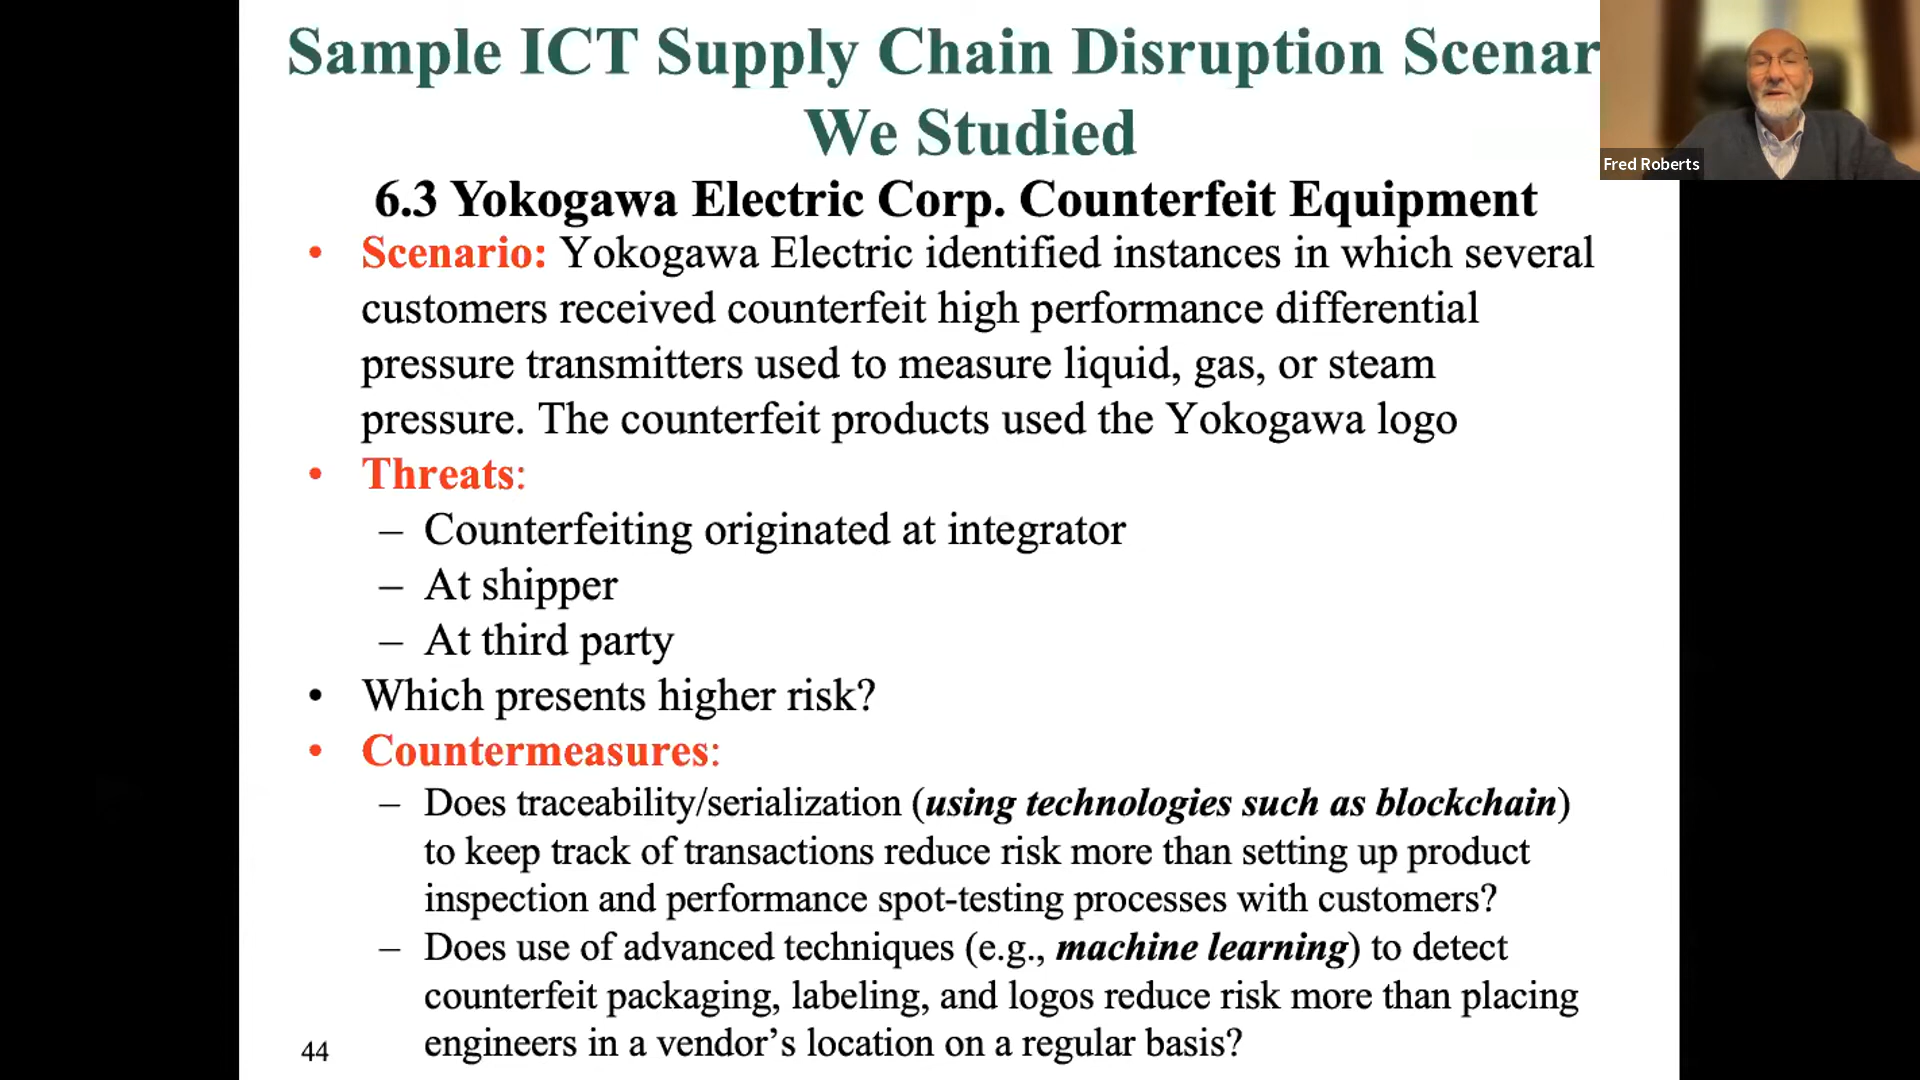 Sample ICT Supply Chain Disruption Scenar
We Studied
6.3 Yokogawa Electric Corp. Counterfeit Equipment
• Scenario: Yokogawa Electric identified instances in which several
customers received counterfeit high performance differential
pressure transmitters used to measure liquid, gas, or steam
pressure. The counterfeit products used the Yokogawa logo
• Threats:
– Counterfeiting originated at integrator
– At shipper
– At third party
• Which presents higher risk?
• Countermeasures:
– Does traceability/serialization (using technologies such as blockchain)
to keep track of transactions reduce risk more than setting up product
inspection and performance spot-testing processes with customers?
– Does use of advanced techniques (e.g., machine learning) to detect
counterfeit packaging, labeling, and logos reduce risk more than placing
engineers in a vendor’s location on a regular basis?
44
Fred Roberts